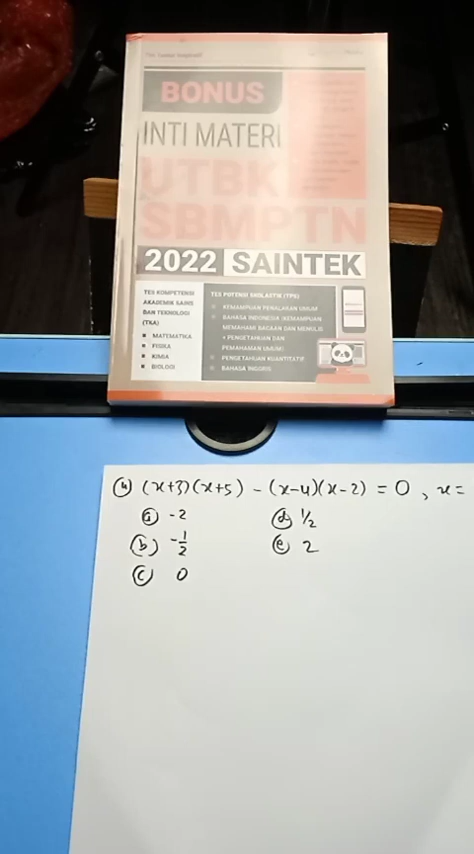 BONUS
INTI MATERI
UTBK
SBMPTN
2022 SAINTEK
TES KOMPETENSI
AKADEMIK SAINS
DAN TEKNOLOGI
(TKA)
MATEMATIKA
FISIKA
KIMIA
BIOLOGI
TES POTENSI SKOLASTIK (TPS)
KEMAMPUAN PENALARAN UMUM
BAHASA INDONESIA (KEMAMPUAN
MEMAHAMI BACAAN DAN MENULIS
+ PENGETAHUAN DAN
PEMAHAMAN UMUM)
PENGETAHUAN KUANTITATIF
BAHASA INGGRIS
4 (x+3)(x+5) - (x-4)(x-2) = 0, x =
a -2
d 1/2
b -1/2
e 2
c 0